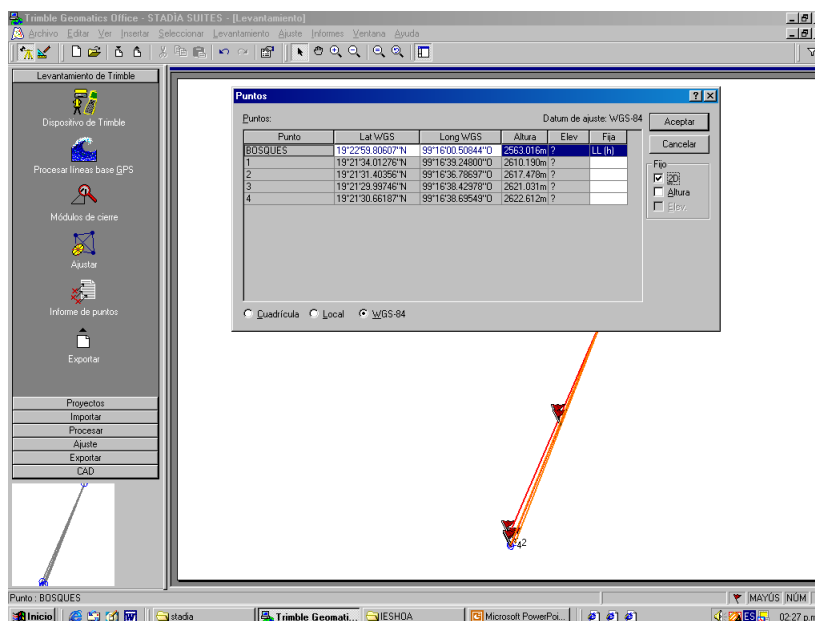 Trimble Geomatics Office - STADÍA SUITES - [Levantamiento]
Archivo Editar Ver Insertar Seleccionar Levantamiento Ajuste Informes Ventana Ayuda
Levantamiento de Trimble
Dispositivo de Trimble
Procesar líneas base GPS
Módulos de cierre
Ajustar
Informe de puntos
Exportar
Proyectos
Importar
Procesar
Ajuste
Exportar
CAD
Puntos
Puntos: Datum de ajuste: WGS-84
Punto Lat WGS Long WGS Altura Elev Fija
BOSQUES 19°22'59.80607"N 99°16'00.50844"O 2563.016m ? LL (h)
1 19°21'34.01276"N 99°16'39.24800"O 2610.190m ?
2 19°21'31.40356"N 99°16'36.78697"O 2617.478m ?
3 19°21'29.99746"N 99°16'38.42978"O 2621.031m ?
4 19°21'30.66187"N 99°16'38.69549"O 2622.612m ?
Cuadrícula Local WGS-84
Aceptar
Cancelar
Fijo
2D
Altura
Elev.
42
Punto : BOSQUES
MAYÚS NÚM
Inicio stadia Trimble Geomati... IESHOA Microsoft PowerPoi... ES 02:27 p.m